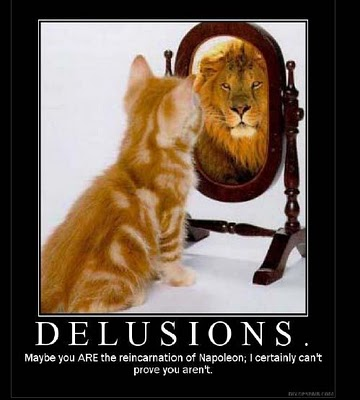 DELUSIONS.
Maybe you ARE the reincarnation of Napoleon; I certainly can't
prove you aren't.